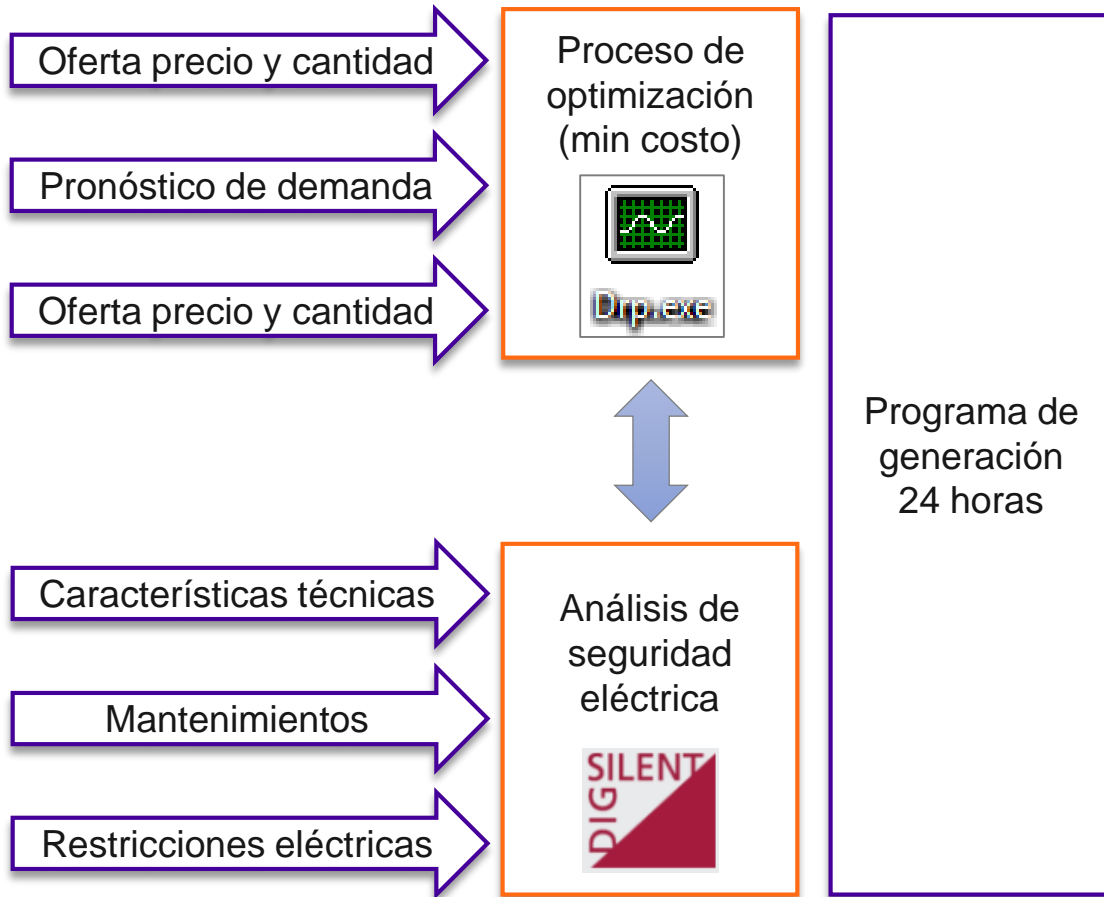 Oferta precio y cantidad
Pronóstico de demanda
Oferta precio y cantidad
Proceso de
optimización
(min costo)
Drp.exe
Características técnicas
Mantenimientos
Restricciones eléctricas
Análisis de
seguridad
eléctrica
DIG
SILENT
Programa de
generación
24 horas